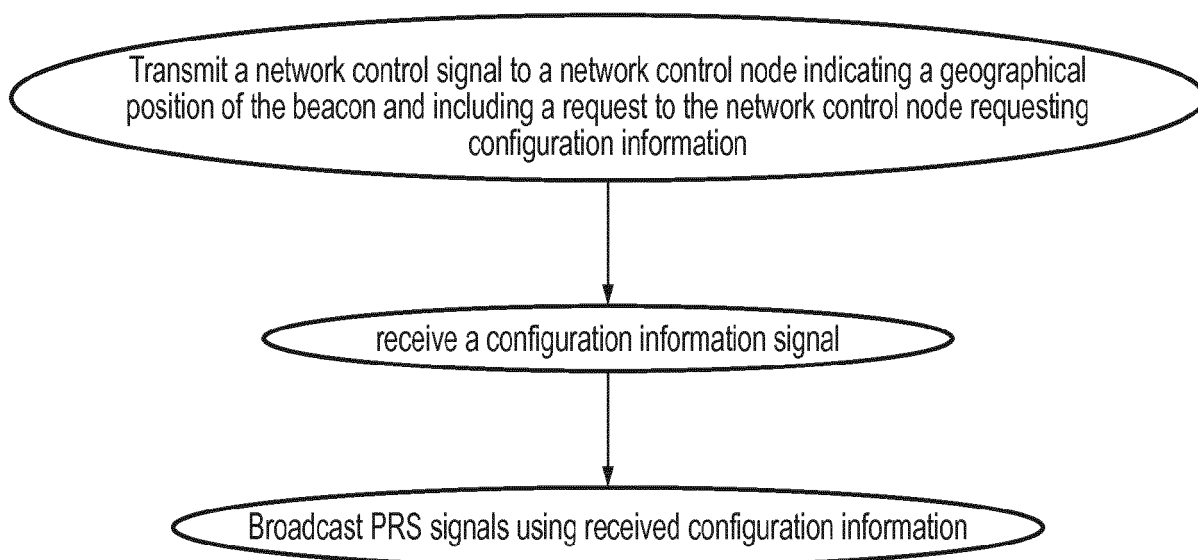 Transmit a network control signal to a network control node indicating a geographical
position of the beacon and including a request to the network control node requesting
configuration information
receive a configuration information signal
Broadcast PRS signals using received configuration information